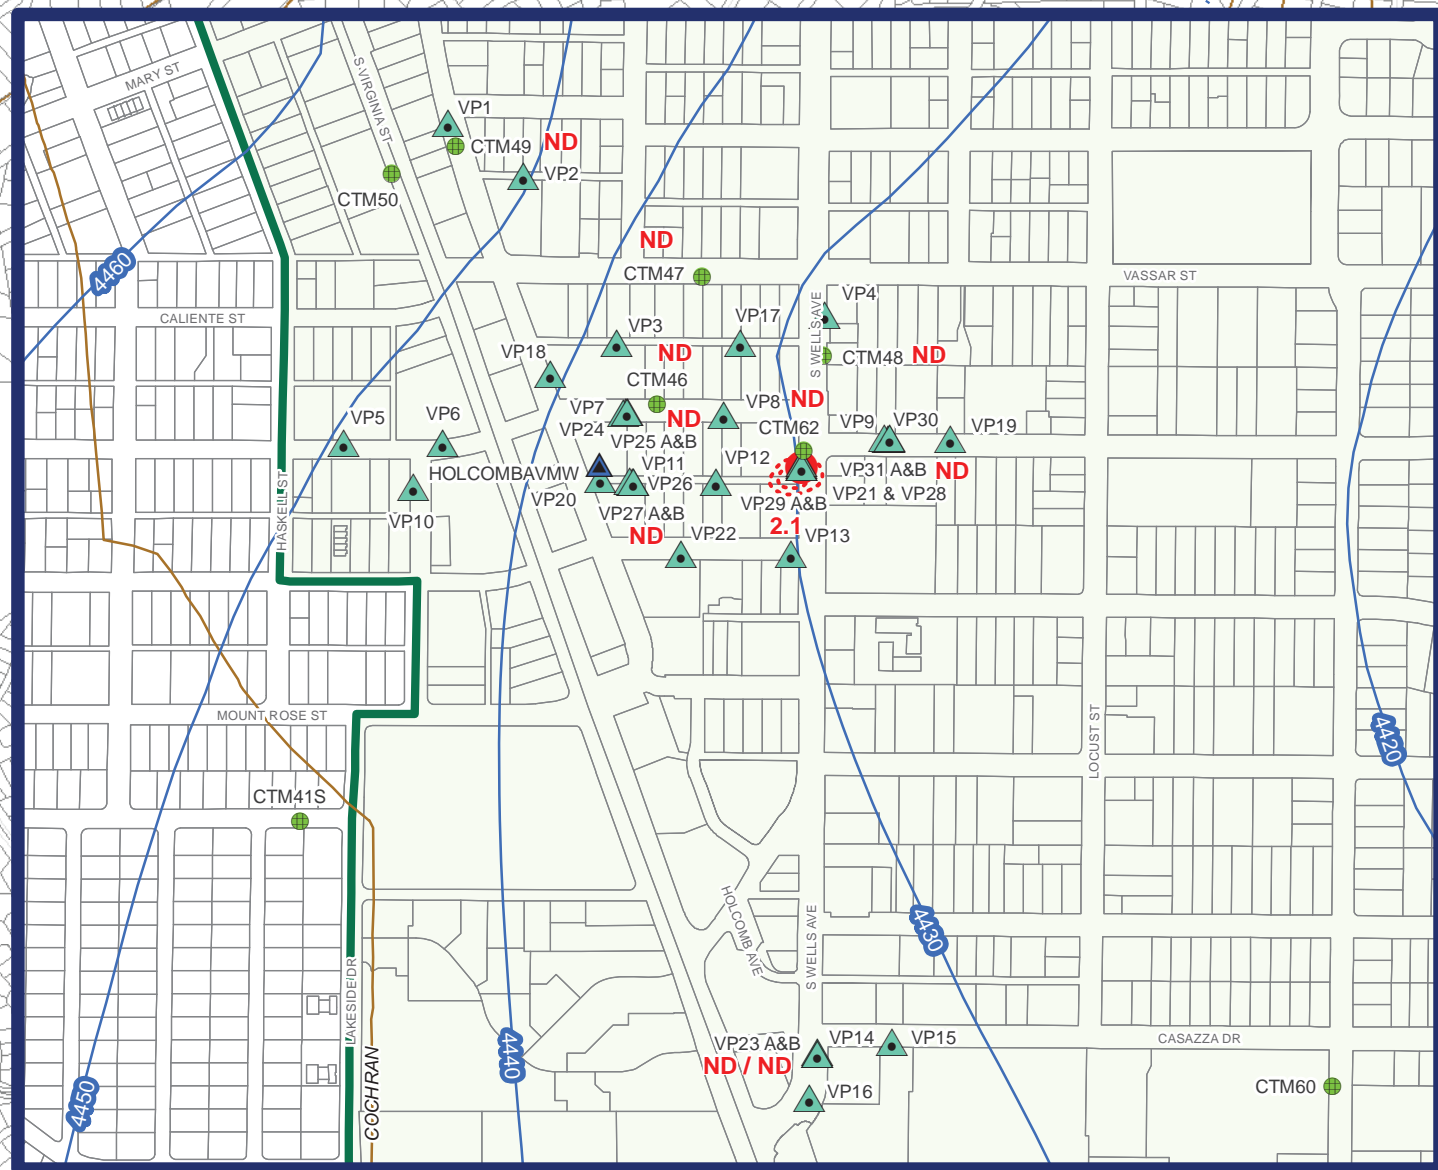 MARY ST
S VIRGINIA ST
VP1
CTM49
ND
VP2
CTM50
ND
CTM47
VASSAR ST
4460
CALIENTE ST
S WELLS AVE
VP4
VP3
VP17
ND
CTM48
ND
VP18
CTM46
ND
VP7
VP8
VP5
VP6
ND
CTM62
VP9
VP30
VP19
VP24
VP25 A&B
VP11
VP12
HOLCOMBAVMW
VP26
VP31 A&B
ND
VP20
VP27 A&B
VP29 A&B
VP21 & VP28
VP10
HASKELL ST
ND
VP22
2.1
VP13
MOUNT ROSE ST
LOCUST ST
4420
CTM41S
HOLCOMB AVE
S WELLS AVE
4430
LAKESIDE DR
COCHRAN
4440
4450
VP23 A&B
ND / ND
VP14
VP15
CASAZZA DR
VP16
CTM60